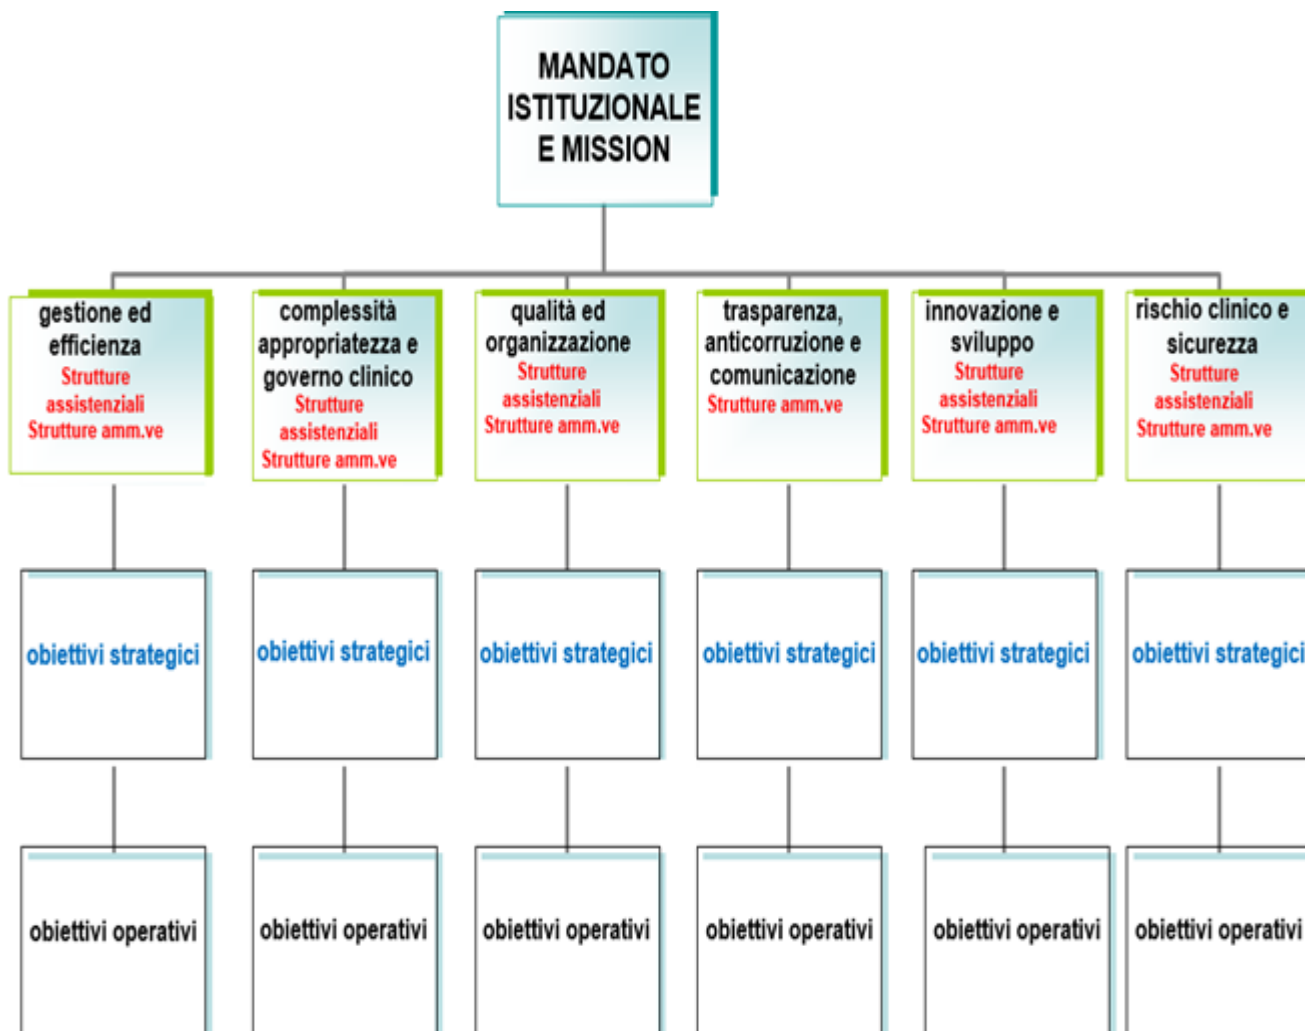 MANDATO
ISTITUZIONALE
E MISSION
gestione ed
efficienza
Strutture
assistenziali
Strutture amm.ve
complessità
appropriatezza e
governo clinico
Strutture
assistenziali
Strutture amm.ve
qualità ed
organizzazione
Strutture
assistenziali
Strutture amm.ve
trasparenza,
anticorruzione e
comunicazione
Strutture amm.ve
innovazione e
sviluppo
Strutture
assistenziali
Strutture amm.ve
rischio clinico e
sicurezza
Strutture
assistenziali
Strutture amm.ve
obiettivi strategici
obiettivi strategici
obiettivi strategici
obiettivi strategici
obiettivi strategici
obiettivi strategici
obiettivi operativi
obiettivi operativi
obiettivi operativi
obiettivi operativi
obiettivi operativi
obiettivi operativi